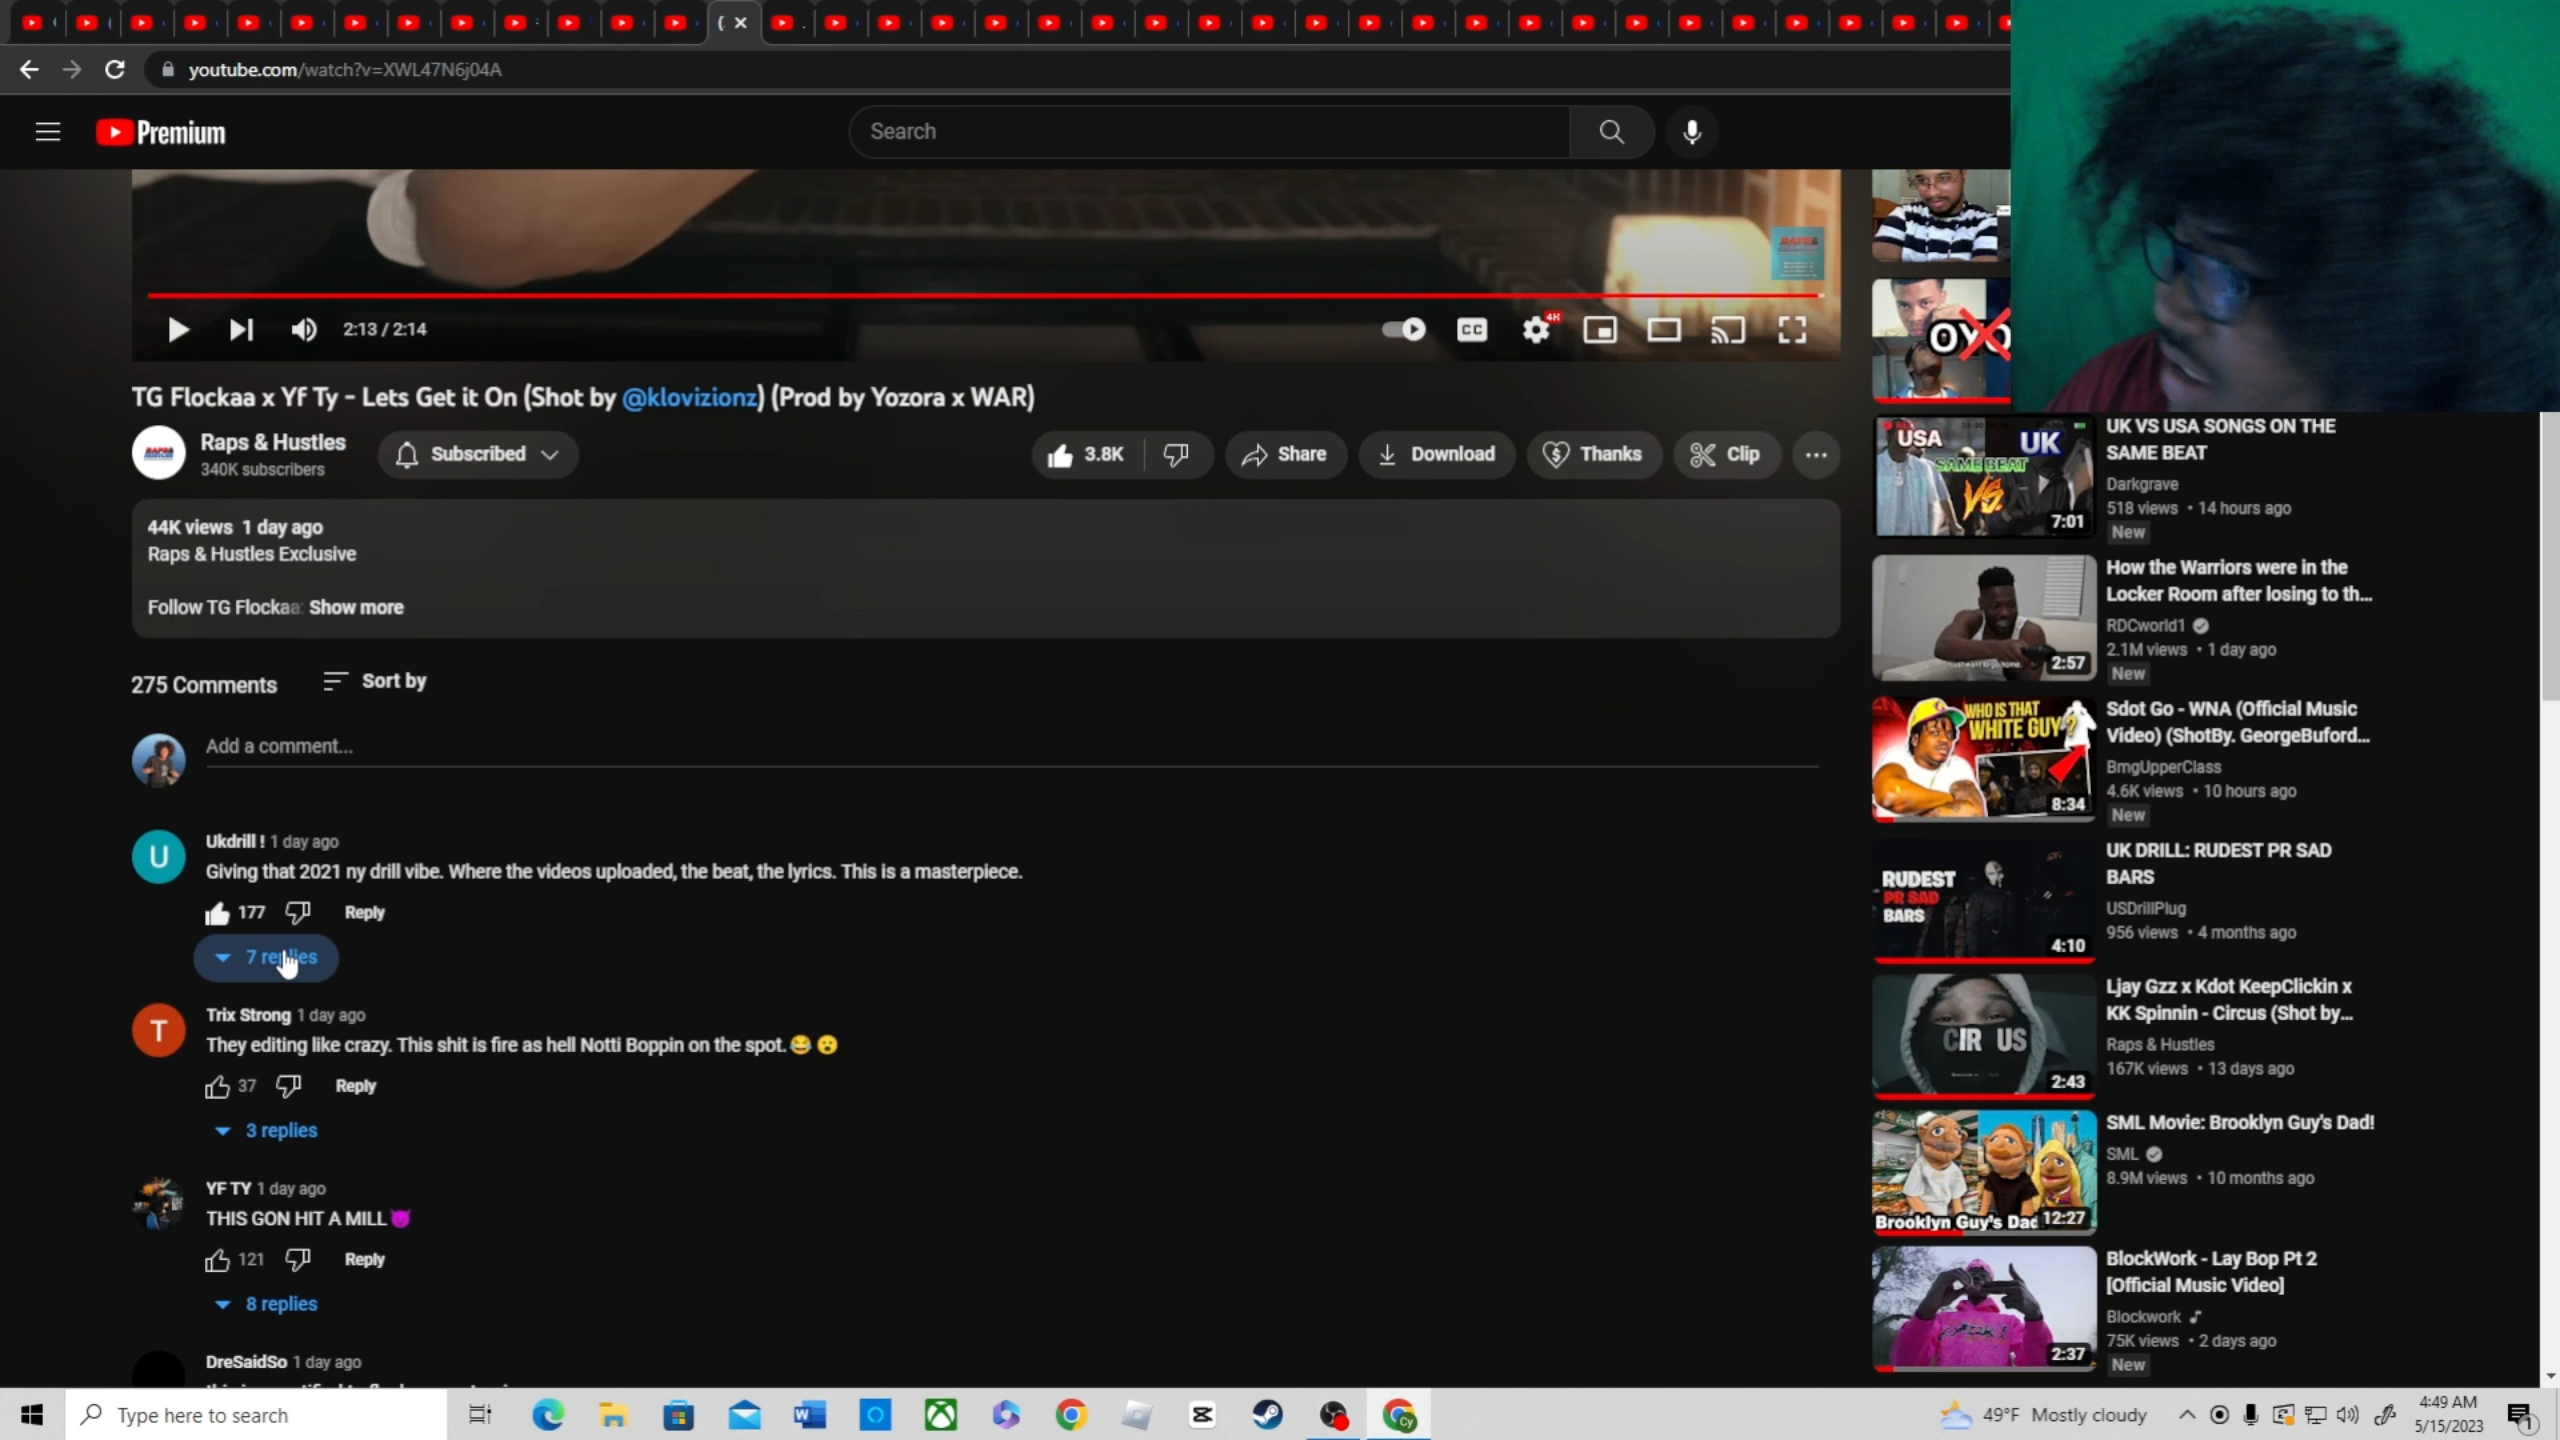 youtube.com/watch?v=XWL47N6j04A
Premium
Search
2:13 / 2:14
CC
4K
TG Flockaa x Yf Ty - Lets Get it On (Shot by @klovizionz) (Prod by Yozora x WAR)
Raps & Hustles
340K subscribers
Subscribed
3.8K
Share
Download
Thanks
Clip
44K views 1 day ago
Raps & Hustles Exclusive
Follow TG Flockaa: Show more
275 Comments
Sort by
Add a comment...
U
Ukdrill ! 1 day ago
Giving that 2021 ny drill vibe. Where the videos uploaded, the beat, the lyrics. This is a masterpiece.
177
Reply
7 replies
T
Trix Strong 1 day ago
They editing like crazy. This shit is fire as hell Notti Boppin on the spot.😂😮
37
Reply
3 replies
YF TY 1 day ago
THIS GON HIT A MILL😈
121
Reply
8 replies
DreSaidSo 1 day ago
OYO
USA
UK
SAME BEAT
VS.
7:01
UK VS USA SONGS ON THE
SAME BEAT
Darkgrave
518 views • 14 hours ago
New
2:57
How the Warriors were in the
Locker Room after losing to th...
RDCworld1
2.1M views • 1 day ago
New
WHO IS THAT
WHITE GUY?
8:34
Sdot Go - WNA (Official Music
Video) (ShotBy. GeorgeBuford...
BmgUpperClass
4.6K views • 10 hours ago
New
RUDEST
PR SAD
BARS
4:10
UK DRILL: RUDEST PR SAD
BARS
USDrillPlug
956 views • 4 months ago
CIR US
2:43
Ljay Gzz x Kdot KeepClickin x
KK Spinnin - Circus (Shot by...
Raps & Hustles
167K views • 13 days ago
Brooklyn Guy's Dad
12:27
SML Movie: Brooklyn Guy's Dad!
SML
8.9M views • 10 months ago
2:37
BlockWork - Lay Bop Pt 2
[Official Music Video]
Blockwork
75K views • 2 days ago
New
Type here to search
Cy
49°F Mostly cloudy
4:49 AM
5/15/2023
1